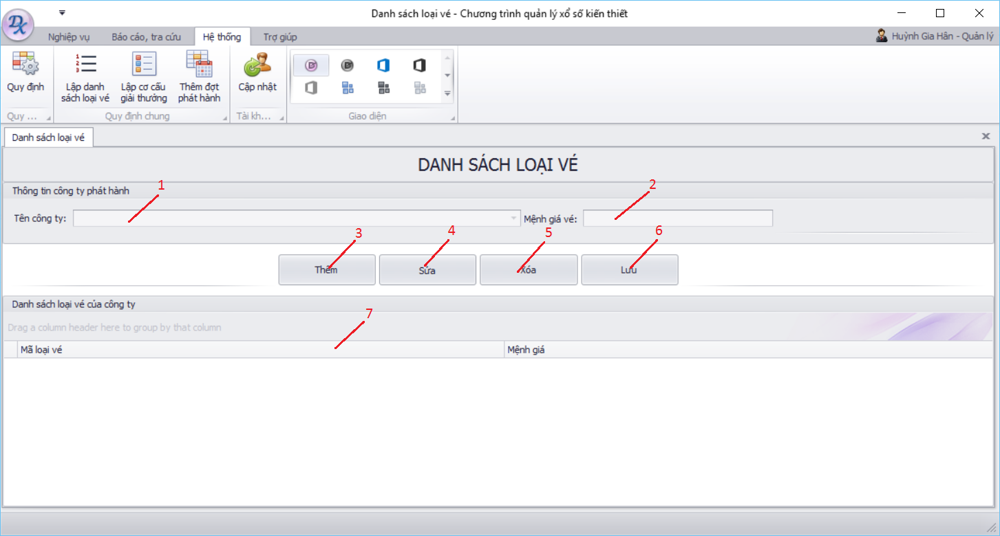 Danh sách loại vé - Chương trình quản lý xổ số kiến thiết
Nghiệp vụ Báo cáo, tra cứu Hệ thống Trợ giúp Huỳnh Gia Hân - Quản lý
Quy định
Lập danh sách loại vé
Lập cơ cấu giải thưởng
Thêm đợt phát hành
Cập nhật
Quy ... Quy định chung Tài kh... Giao diện
Danh sách loại vé
DANH SÁCH LOẠI VÉ
Thông tin công ty phát hành
1 2
Tên công ty: Mệnh giá vé:
3 4 5 6
Thêm Sửa Xóa Lưu
Danh sách loại vé của công ty
7
Drag a column header here to group by that column
Mã loại vé Mệnh giá